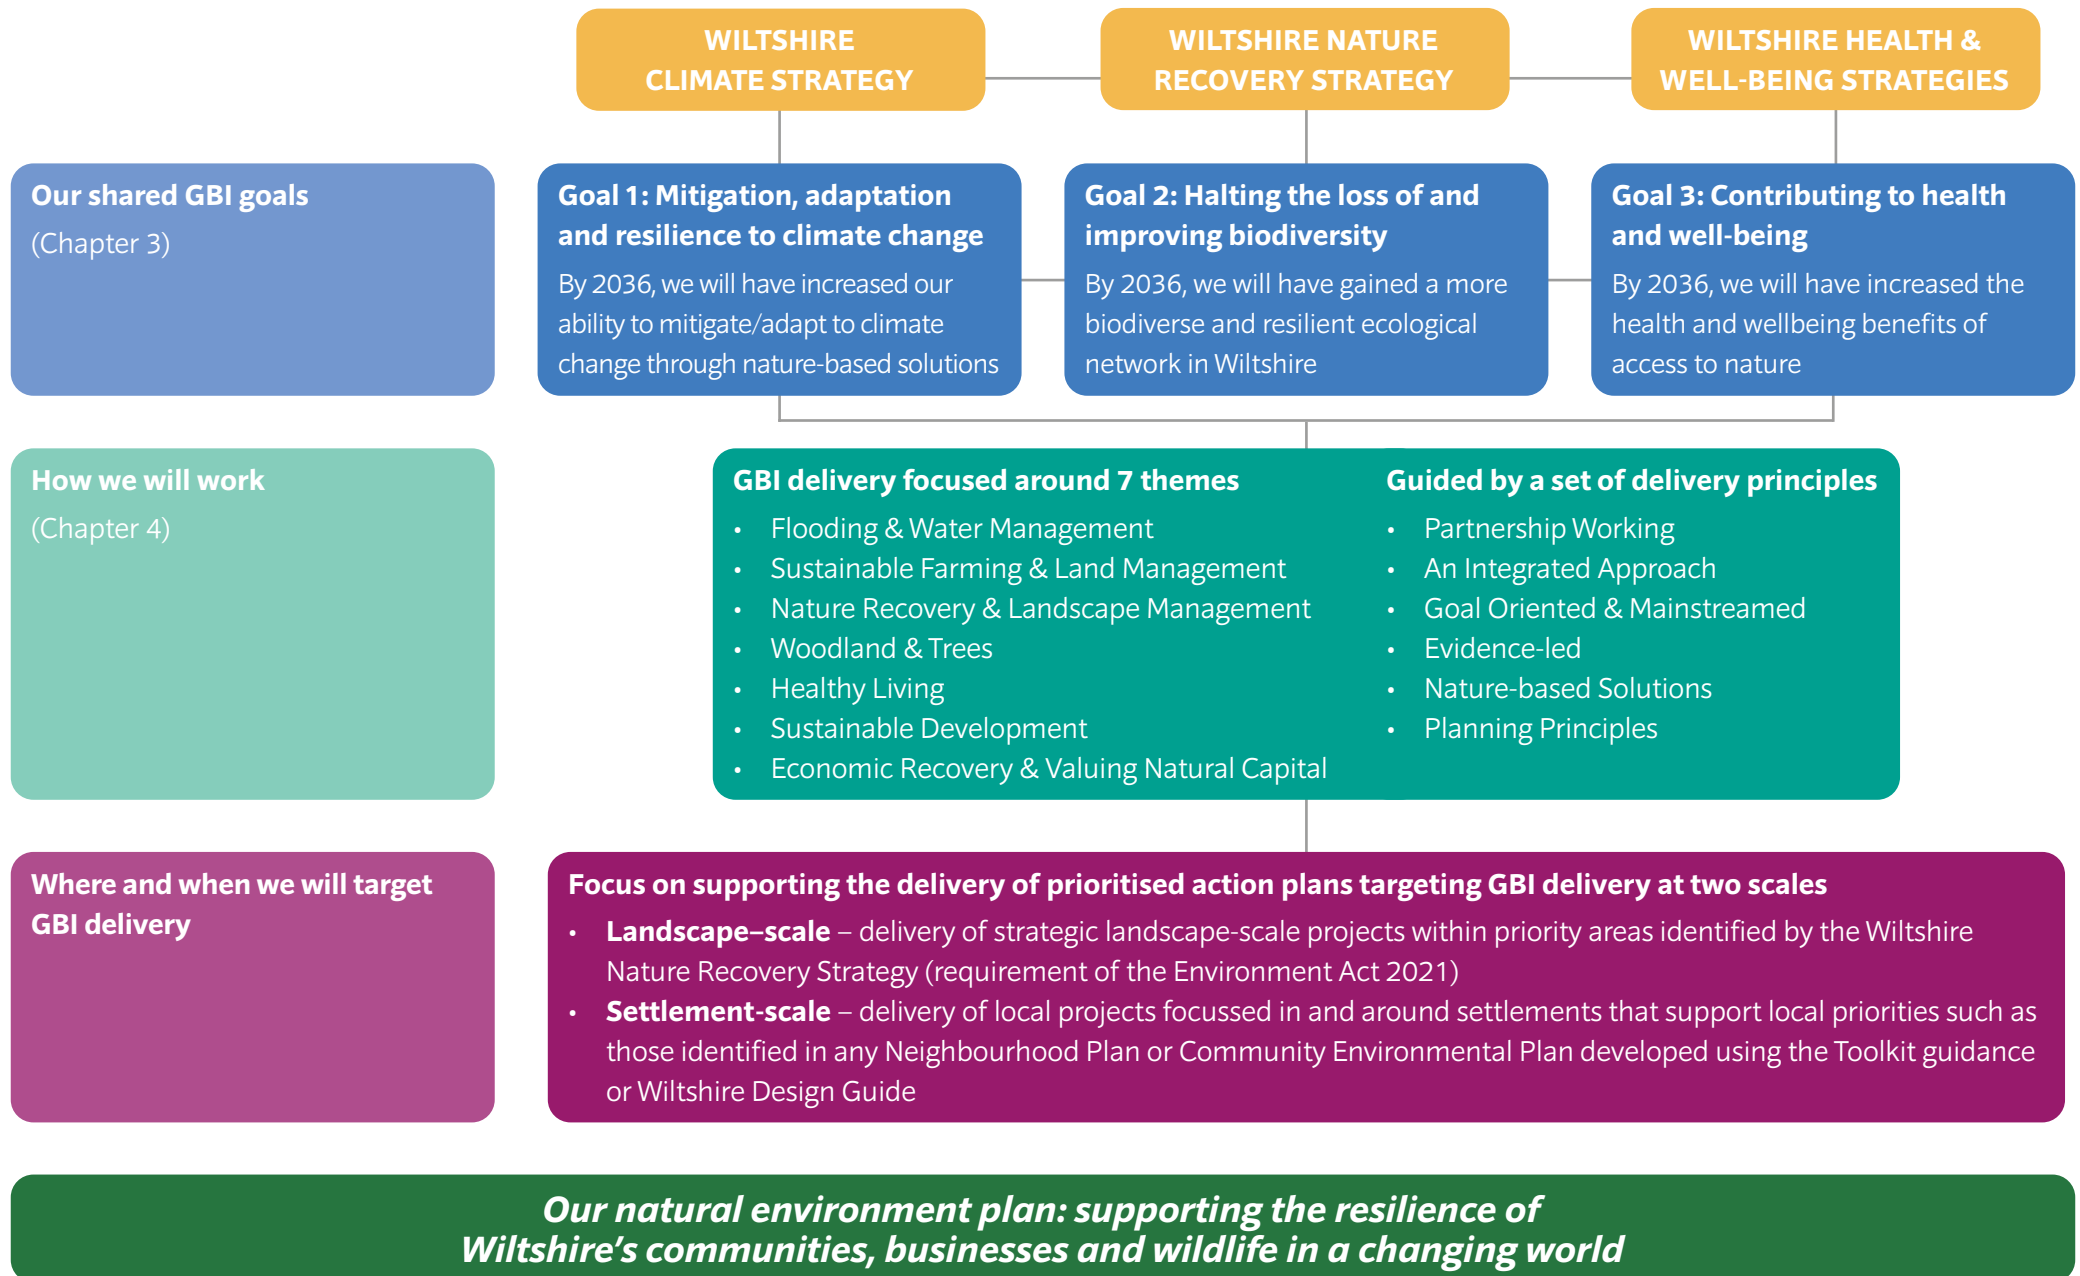 WILTSHIRE
CLIMATE STRATEGY
WILTSHIRE NATURE
RECOVERY STRATEGY
WILTSHIRE HEALTH &
WELL-BEING STRATEGIES
Our shared GBI goals
(Chapter 3)
Goal 1: Mitigation, adaptation
and resilience to climate change
By 2036, we will have increased our
ability to mitigate/adapt to climate
change through nature-based solutions
Goal 2: Halting the loss of and
improving biodiversity
By 2036, we will have gained a more
biodiverse and resilient ecological
network in Wiltshire
Goal 3: Contributing to health
and well-being
By 2036, we will have increased the
health and wellbeing benefits of
access to nature
How we will work
(Chapter 4)
GBI delivery focused around 7 themes
• Flooding & Water Management
• Sustainable Farming & Land Management
• Nature Recovery & Landscape Management
• Woodland & Trees
• Healthy Living
• Sustainable Development
• Economic Recovery & Valuing Natural Capital
Guided by a set of delivery principles
• Partnership Working
• An Integrated Approach
• Goal Oriented & Mainstreamed
• Evidence-led
• Nature-based Solutions
• Planning Principles
Where and when we will target
GBI delivery
Focus on supporting the delivery of prioritised action plans targeting GBI delivery at two scales
• Landscape–scale – delivery of strategic landscape-scale projects within priority areas identified by the Wiltshire
Nature Recovery Strategy (requirement of the Environment Act 2021)
• Settlement-scale – delivery of local projects focussed in and around settlements that support local priorities such as
those identified in any Neighbourhood Plan or Community Environmental Plan developed using the Toolkit guidance
or Wiltshire Design Guide
Our natural environment plan: supporting the resilience of
Wiltshire's communities, businesses and wildlife in a changing world